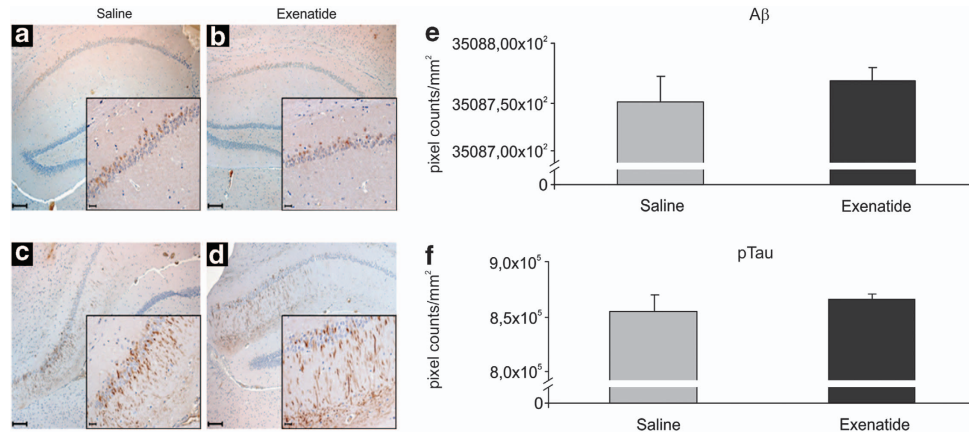 Saline
Exenatide
a
b
c
d
e
Aβ
pixel counts/mm²
35088,00x10²
35087,50x10²
35087,00x10²
0
Saline
Exenatide
f
pTau
pixel counts/mm²
9,0x10⁵
8,5x10⁵
8,0x10⁵
0
Saline
Exenatide